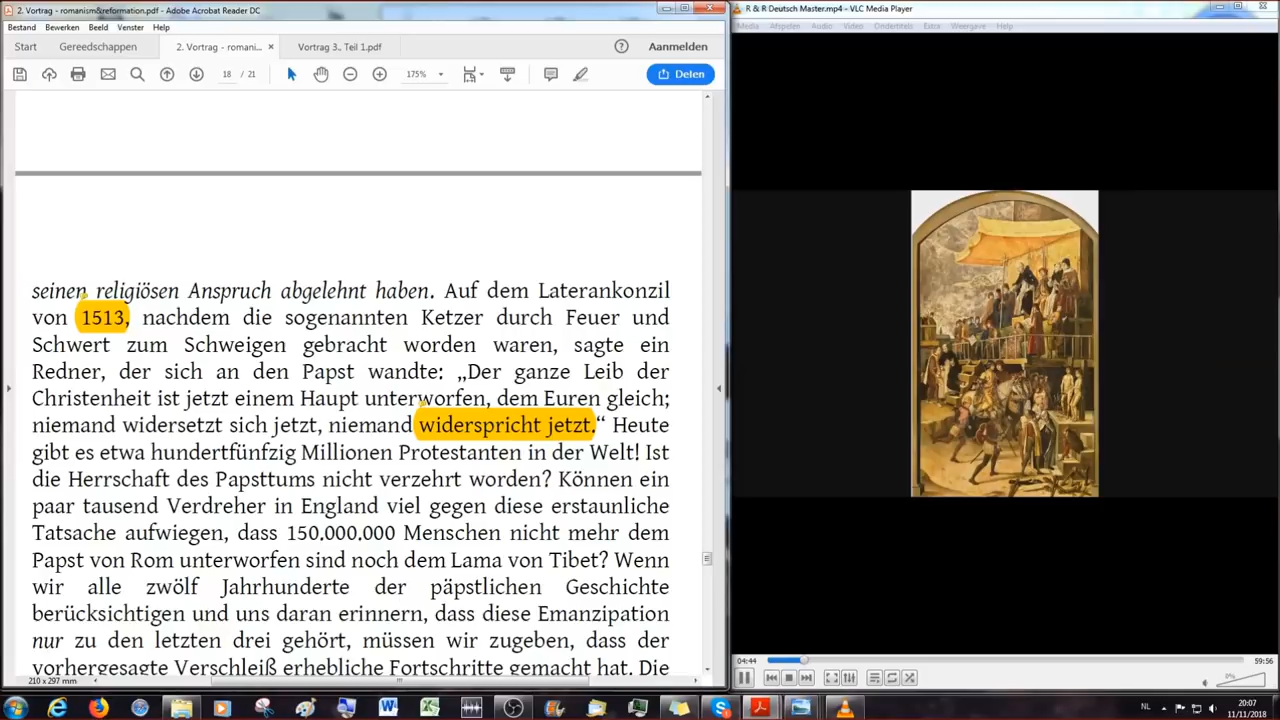 2. Vortrag - romanism&reformation.pdf - Adobe Acrobat Reader DC
Bestand Bewerken Beeld Venster Help
Start Gereedschappen 2. Vortrag - romani... × Vortrag 3., Teil 1.pdf Aanmelden
18 / 21 175% Delen
seinen religiösen Anspruch abgelehnt haben. Auf dem Laterankonzil
von 1513, nachdem die sogenannten Ketzer durch Feuer und
Schwert zum Schweigen gebracht worden waren, sagte ein
Redner, der sich an den Papst wandte: „Der ganze Leib der
Christenheit ist jetzt einem Haupt unterworfen, dem Euren gleich;
niemand widersetzt sich jetzt, niemand widerspricht jetzt.“ Heute
gibt es etwa hundertfünfzig Millionen Protestanten in der Welt! Ist
die Herrschaft des Papsttums nicht verzehrt worden? Können ein
paar tausend Verdreher in England viel gegen diese erstaunliche
Tatsache aufwiegen, dass 150.000.000 Menschen nicht mehr dem
Papst von Rom unterworfen sind noch dem Lama von Tibet? Wenn
wir alle zwölf Jahrhunderte der päpstlichen Geschichte
berücksichtigen und uns daran erinnern, dass diese Emanzipation
nur zu den letzten drei gehört, müssen wir zugeben, dass der
vorhergesagte Verschleiß erhebliche Fortschritte gemacht hat. Die
210 x 297 mm
R & R Deutsch Master.mp4 - VLC Media Player
Media Afspelen Audio Video Ondertitels Extra Weergave Help
04:44 59:56
0%
NL 20:07
11/11/2018